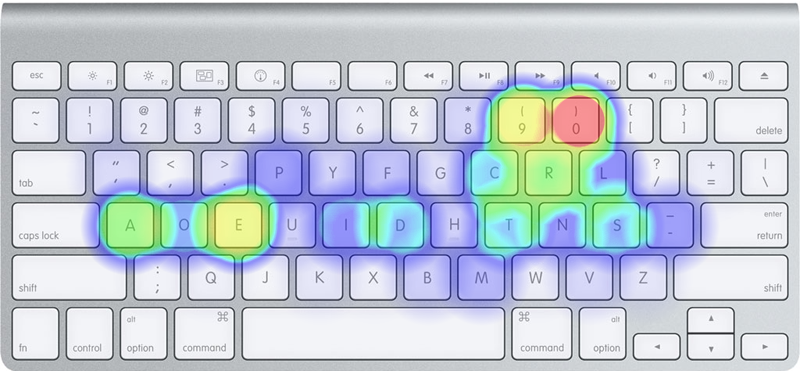 esc F1 F2 F3 F4 F5 F6 F7 F8 F9 F10 F11 F12
~ ! @ # $ % ^ & * ( ) { }
` 1 2 3 4 5 6 7 8 9 0 [ ] delete
" < > P Y F G C R L ? + |
tab ' , . / = \
A O E U I D H T N S _ enter
caps lock - return
: Q J K X B M W V Z
shift ; shift
alt ⌘ ⌘ alt
fn control option command command option